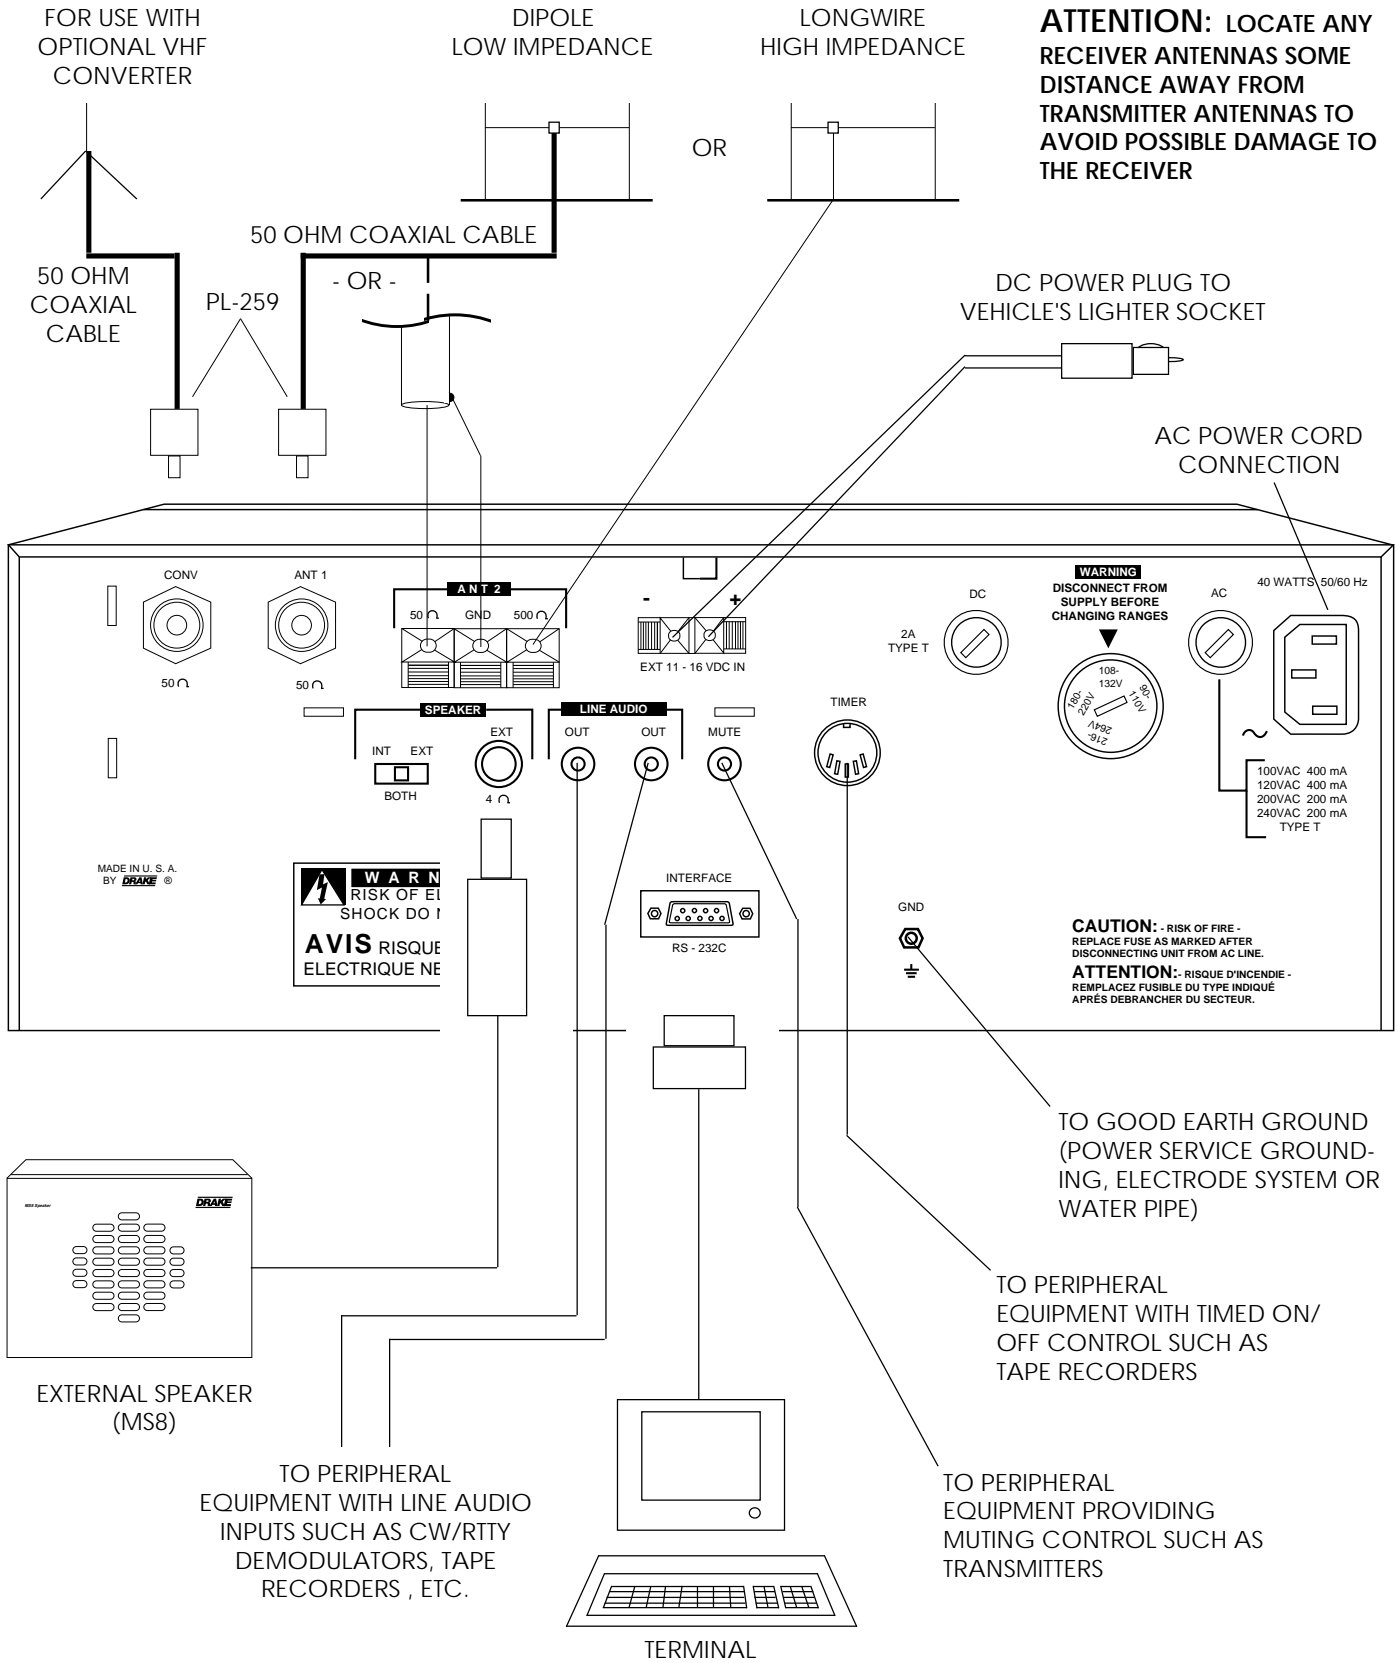 FOR USE WITH
OPTIONAL VHF
CONVERTER
DIPOLE
LOW IMPEDANCE
LONGWIRE
HIGH IMPEDANCE
ATTENTION: LOCATE ANY
RECEIVER ANTENNAS SOME
DISTANCE AWAY FROM
TRANSMITTER ANTENNAS TO
AVOID POSSIBLE DAMAGE TO
THE RECEIVER
OR
50 OHM COAXIAL CABLE
- OR -
50 OHM
COAXIAL
CABLE
PL-259
DC POWER PLUG TO
VEHICLE'S LIGHTER SOCKET
AC POWER CORD
CONNECTION
CONV
50 Ω
ANT 1
50 Ω
ANT 2
50 Ω GND 500 Ω
- +
EXT 11 - 16 VDC IN
DC
2A
TYPE T
WARNING
DISCONNECT FROM
SUPPLY BEFORE
CHANGING RANGES
108-
132V
90-
110V
216-
264V
180-
220V
AC
40 WATTS 50/60 Hz
100VAC 400 mA
120VAC 400 mA
200VAC 200 mA
240VAC 200 mA
TYPE T
SPEAKER
INT EXT
BOTH
EXT
4 Ω
LINE AUDIO
OUT OUT
MUTE
TIMER
MADE IN U. S. A.
BY DRAKE ®
WARN
RISK OF EL
SHOCK DO N
AVIS RISQUE
ELECTRIQUE NE
INTERFACE
RS - 232C
GND
CAUTION: - RISK OF FIRE -
REPLACE FUSE AS MARKED AFTER
DISCONNECTING UNIT FROM AC LINE.
ATTENTION:- RISQUE D'INCENDIE -
REMPLACEZ FUSIBLE DU TYPE INDIQUÉ
APRÉS DEBRANCHER DU SECTEUR.
TO GOOD EARTH GROUND
(POWER SERVICE GROUND-
ING, ELECTRODE SYSTEM OR
WATER PIPE)
MS8 Speaker
DRAKE
EXTERNAL SPEAKER
(MS8)
TO PERIPHERAL
EQUIPMENT WITH TIMED ON/
OFF CONTROL SUCH AS
TAPE RECORDERS
TO PERIPHERAL
EQUIPMENT WITH LINE AUDIO
INPUTS SUCH AS CW/RTTY
DEMODULATORS, TAPE
RECORDERS , ETC.
TO PERIPHERAL
EQUIPMENT PROVIDING
MUTING CONTROL SUCH AS
TRANSMITTERS
TERMINAL